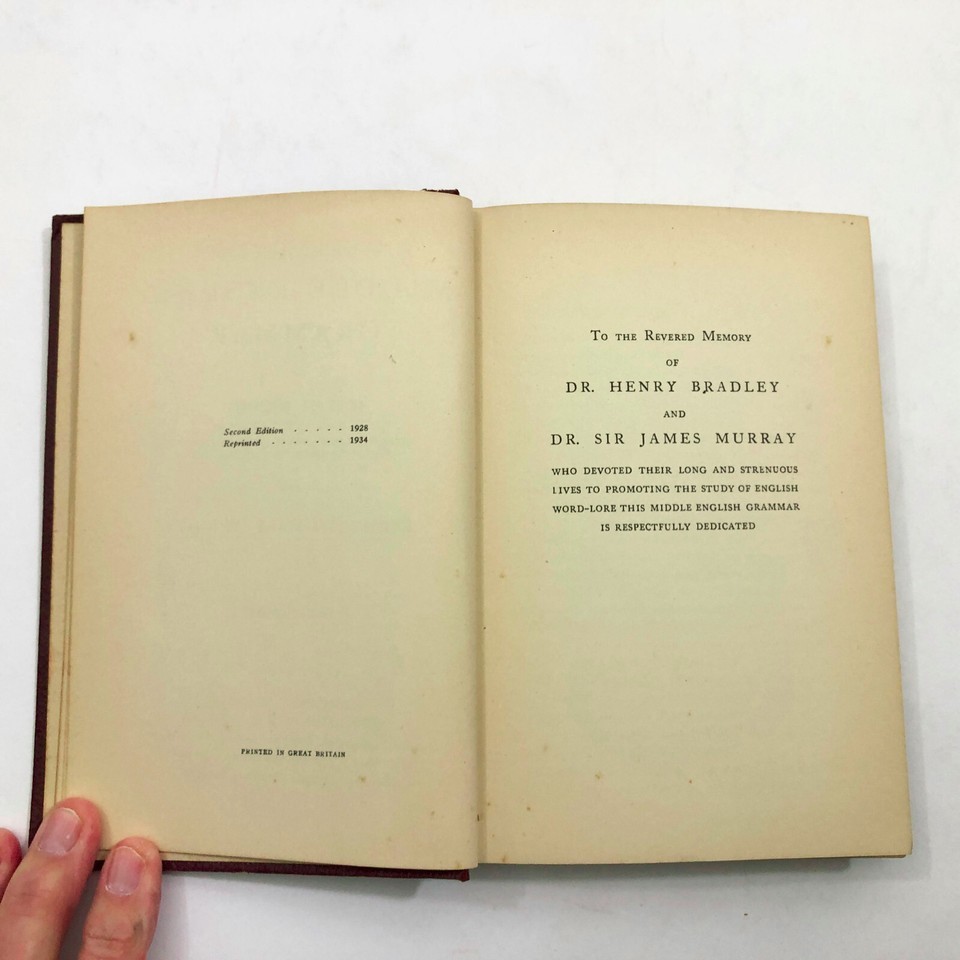 Second Edition - - - - - 1928
Reprinted - - - - - - - 1934
PRINTED IN GREAT BRITAIN
To the Revered Memory
OF
DR. HENRY BRADLEY
AND
DR. SIR JAMES MURRAY
WHO DEVOTED THEIR LONG AND STRENUOUS
LIVES TO PROMOTING THE STUDY OF ENGLISH
WORD-LORE THIS MIDDLE ENGLISH GRAMMAR
IS RESPECTFULLY DEDICATED